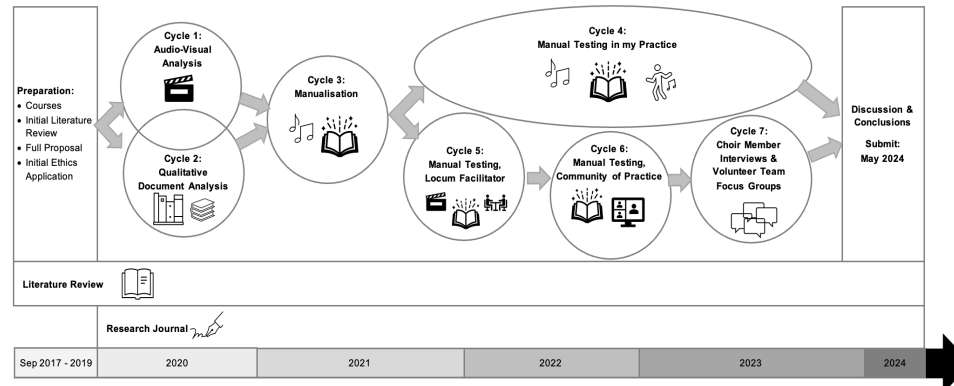 Preparation:
• Courses
• Initial Literature
Review
• Full Proposal
• Initial Ethics
Application
Cycle 1:
Audio-Visual
Analysis
Cycle 2:
Qualitative
Document Analysis
Cycle 3:
Manualisation
Cycle 4:
Manual Testing in my Practice
Cycle 5:
Manual Testing,
Locum Facilitator
Cycle 6:
Manual Testing,
Community of Practice
Cycle 7:
Choir Member
Interviews &
Volunteer Team
Focus Groups
Discussion &
Conclusions
Submit:
May 2024
Literature Review
Research Journal
Sep 2017 - 2019
2020
2021
2022
2023
2024